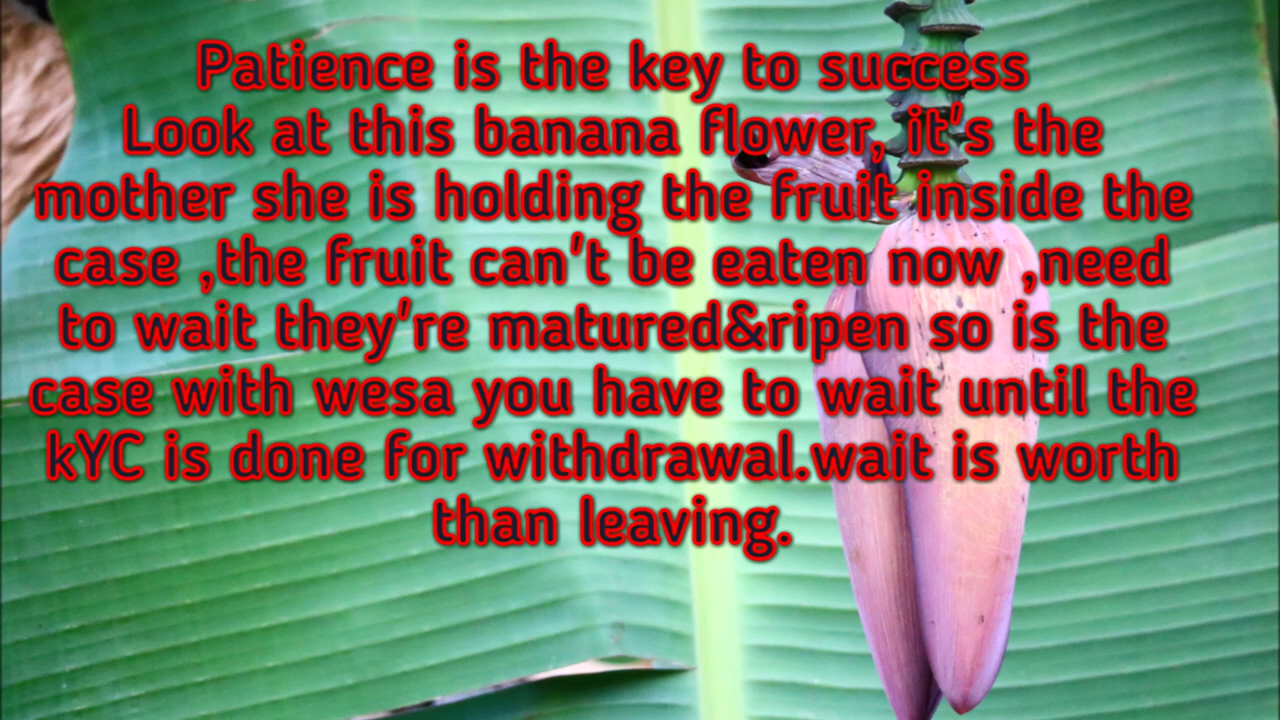 Patience is the key to success
Look at this banana flower, it's the
mother she is holding the fruit inside the
case ,the fruit can't be eaten now ,need
to wait they're matured&ripen so is the
case with wesa you have to wait until the
kYC is done for withdrawal.wait is worth
than leaving.